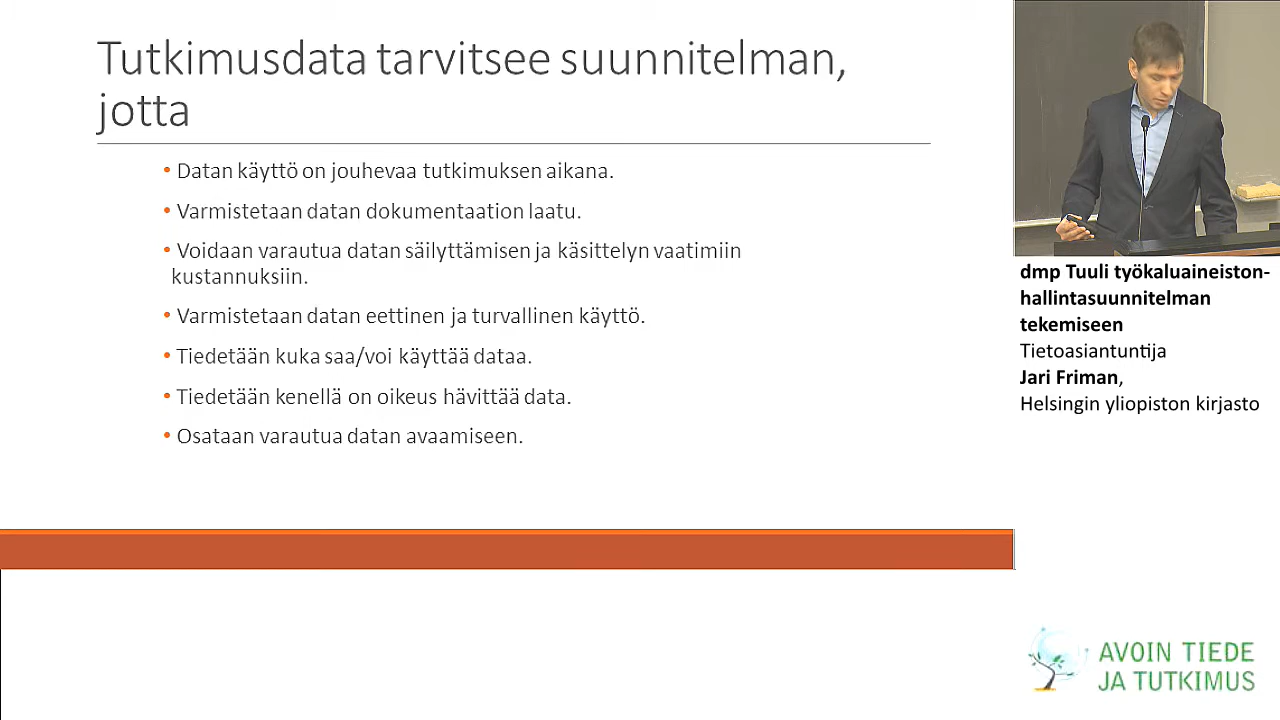 Tutkimusdata tarvitsee suunnitelman,
jotta
• Datan käyttö on jouhevaa tutkimuksen aikana.
• Varmistetaan datan dokumentaation laatu.
• Voidaan varautua datan säilyttämisen ja käsittelyn vaatimiin
kustannuksiin.
• Varmistetaan datan eettinen ja turvallinen käyttö.
• Tiedetään kuka saa/voi käyttää dataa.
• Tiedetään kenellä on oikeus hävittää data.
• Osataan varautua datan avaamiseen.
dmp Tuuli työkaluaineiston-
hallintasuunnitelman
tekemiseen
Tietoasiantuntija
Jari Friman,
Helsingin yliopiston kirjasto
AVOIN TIEDE
JA TUTKIMUS